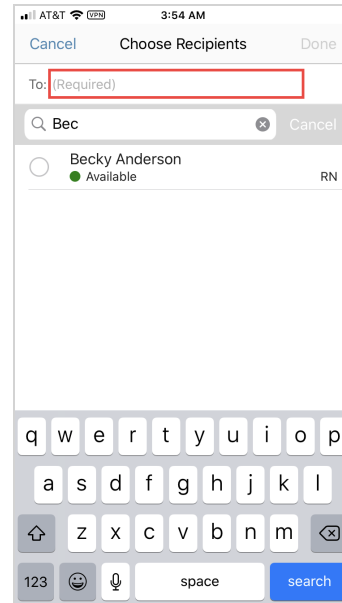 AT&T VPN 3:54 AM
Cancel Choose Recipients Done
To: (Required)
Bec Cancel
Becky Anderson
Available RN
q w e r t y u i o p
a s d f g h j k l
z x c v b n m
123 space search